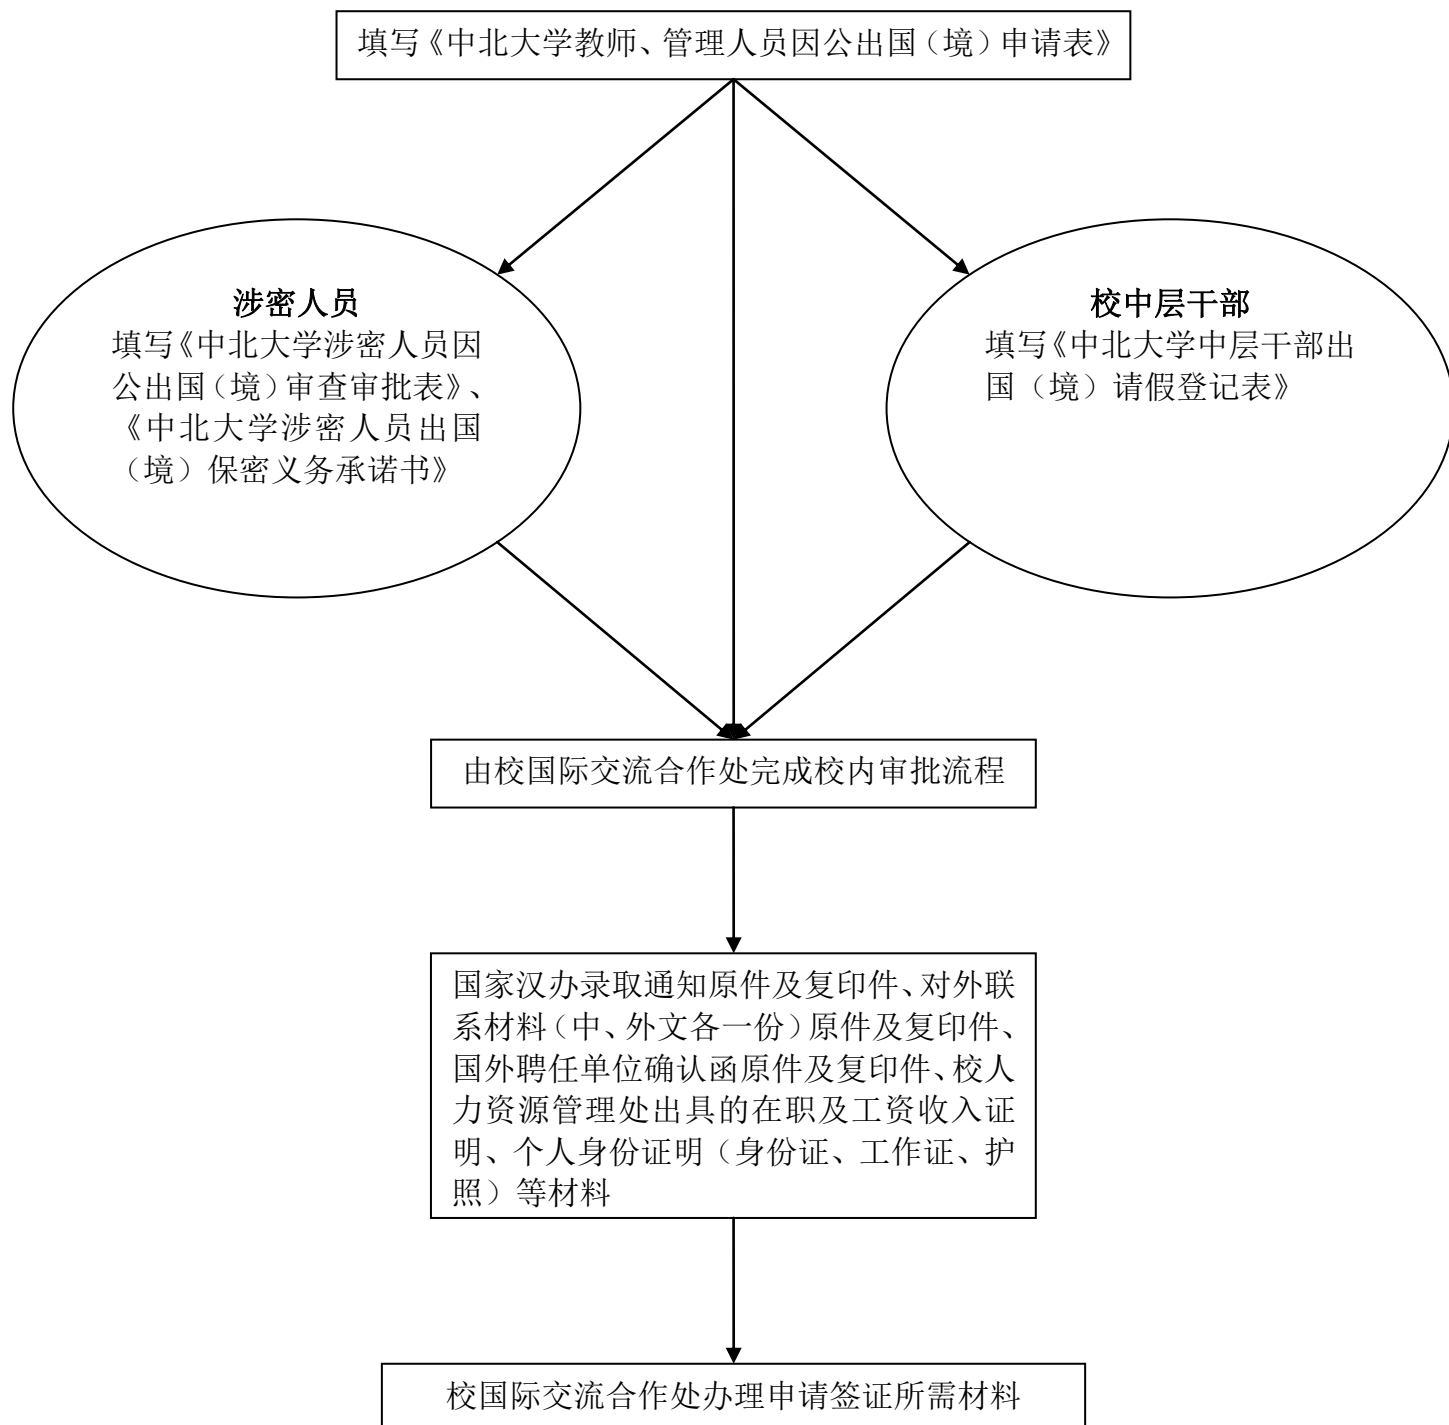 填写《中北大学教师、管理人员因公出国（境）申请表》
涉密人员
填写《中北大学涉密人员因
公出国（境）审查审批表》、
《中北大学涉密人员出国
（境）保密义务承诺书》
校中层干部
填写《中北大学中层干部出
国（境）请假登记表》
由校国际交流合作处完成校内审批流程
国家汉办录取通知原件及复印件、对外联
系材料（中、外文各一份）原件及复印件、
国外聘任单位确认函原件及复印件、校人
力资源管理处出具的在职及工资收入证
明、个人身份证明（身份证、工作证、护
照）等材料
校国际交流合作处办理申请签证所需材料